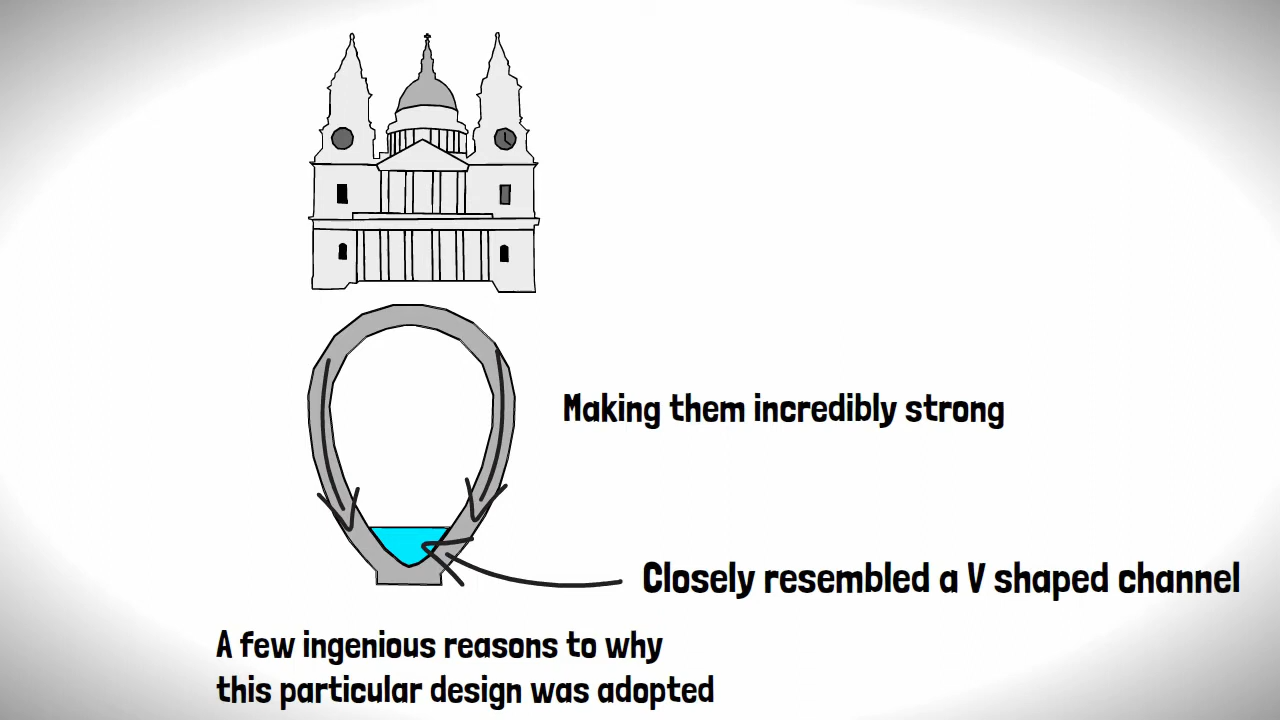 Making them incredibly strong
Closely resembled a V shaped channel
A few ingenious reasons to why
this particular design was adopted